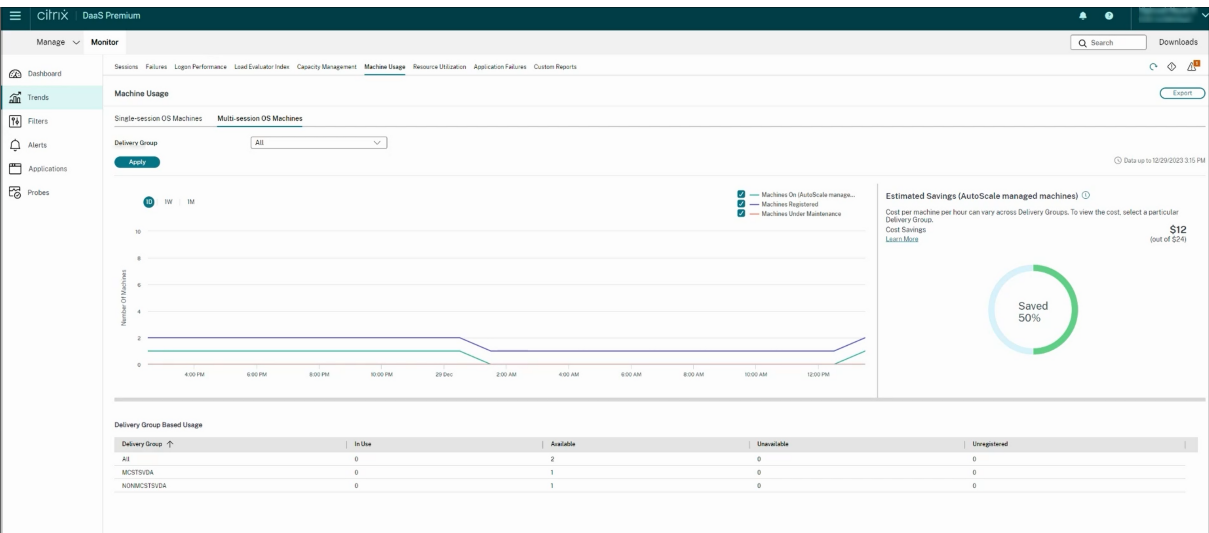 citrix DaaS Premium
Manage Monitor Search Downloads
Dashboard
Trends
Filters
Alerts
Applications
Probes
Sessions Failures Logon Performance Load Evaluator Index Capacity Management Machine Usage Resource Utilization Application Failures Custom Reports
Machine Usage Export
Single-session OS Machines Multi-session OS Machines
Delivery Group All
Apply Data up to 12/29/2023 3:15 PM
1D 1W 1M
Machines On (AutoScale manage...
Machines Registered
Machines Under Maintenance
Number Of Machines
10
8
6
4
2
0
4:00 PM 6:00 PM 8:00 PM 10:00 PM 29 Dec 2:00 AM 4:00 AM 6:00 AM 8:00 AM 10:00 AM 12:00 PM
Estimated Savings (AutoScale managed machines)
Cost per machine per hour can vary across Delivery Groups. To view the cost, select a particular
Delivery Group.
Cost Savings $12
Learn More (out of $24)
Saved
50%
Delivery Group Based Usage
Delivery Group In Use Available Unavailable Unregistered
All 0 2 0 0
MCSTSVDA 0 1 0 0
NONMCSTSVDA 0 1 0 0